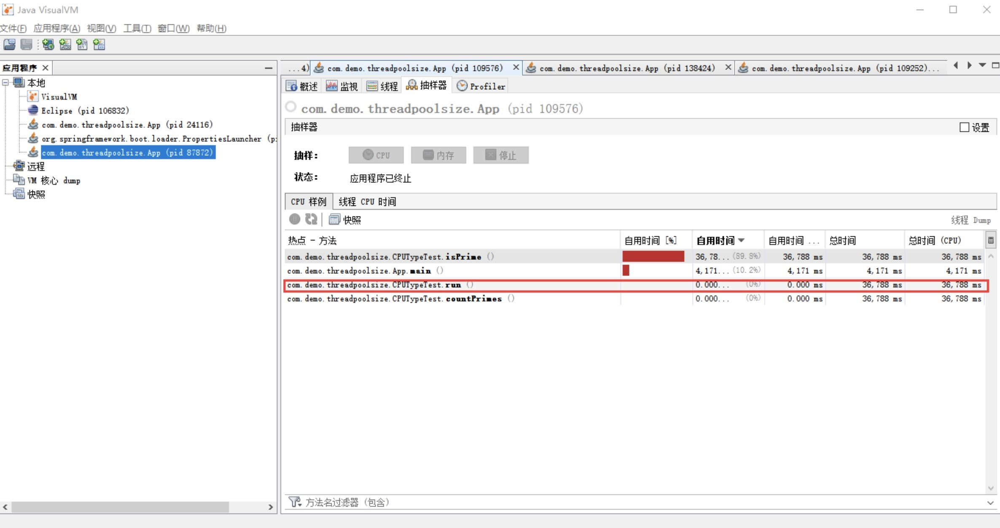 Java VisualVM
文件(F) 应用程序(A) 视图(V) 工具(T) 窗口(W) 帮助(H)
应用程序
本地
VisualVM
Eclipse (pid 106832)
com.demo.threadpoolsize.App (pid 24116)
org.springframework.boot.loader.PropertiesLauncher (p
com.demo.threadpoolsize.App (pid 87872)
远程
VM 核心 dump
快照
...4) com.demo.threadpoolsize.App (pid 109576) com.demo.threadpoolsize.App (pid 138424) com.demo.threadpoolsize.App (pid 109252)...
概述 监视 线程 抽样器 Profiler
com.demo.threadpoolsize.App (pid 109576)
抽样器 设置
抽样: CPU 内存 停止
状态: 应用程序已终止
CPU 样例 线程 CPU 时间
快照 线程 Dump
热点 - 方法 自用时间 [%] 自用时间 自用时间 ... 总时间 总时间 (CPU)
com.demo.threadpoolsize.CPUTypeTest.isPrime () 36,78... (89.8%) 36,788 ms 36,788 ms 36,788 ms
com.demo.threadpoolsize.App.main () 4,171... (10.2%) 4,171 ms 4,171 ms 4,171 ms
com.demo.threadpoolsize.CPUTypeTest.run () 0.000... (0%) 0.000 ms 36,788 ms 36,788 ms
com.demo.threadpoolsize.CPUTypeTest.countPrimes () 0.000... (0%) 0.000 ms 36,788 ms 36,788 ms
方法名过滤器 (包含)